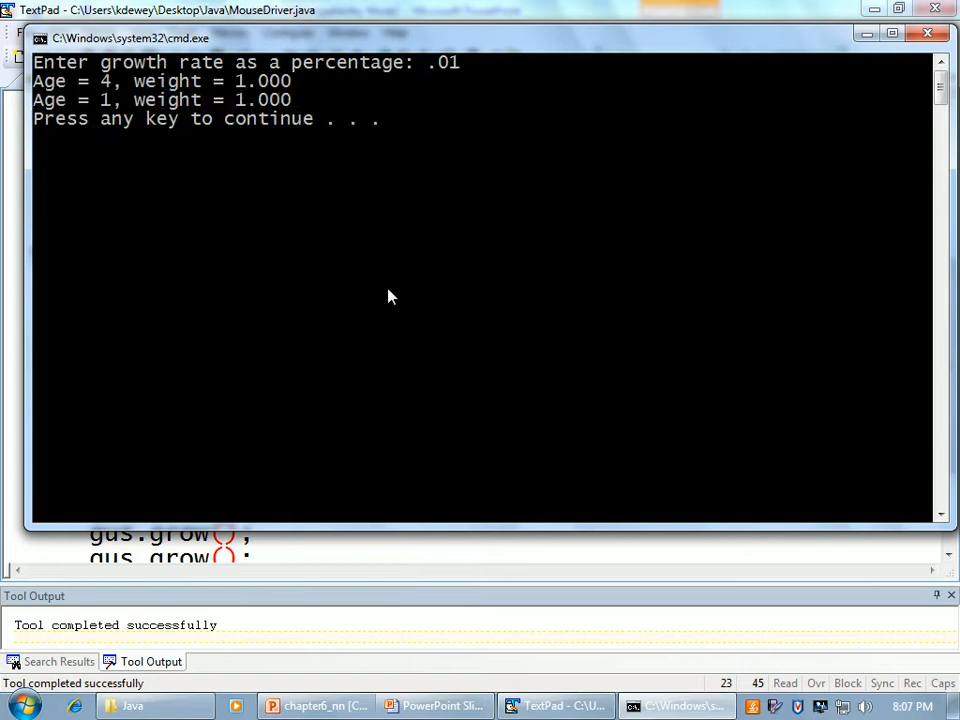 TextPad - C:\Users\kdewey\Desktop\Java\MouseDriver.java
C:\Windows\system32\cmd.exe
Enter growth rate as a percentage: .01
Age = 4, weight = 1.000
Age = 1, weight = 1.000
Press any key to continue . . .
gus.grow();
gus.grow();
Tool Output
Tool completed successfully
Search Results Tool Output
Tool completed successfully 23 45 Read Ovr Block Sync Rec Caps
Java chapter6_nn [C... PowerPoint Sli... TextPad - C:\U... C:\Windows\s... 8:07 PM